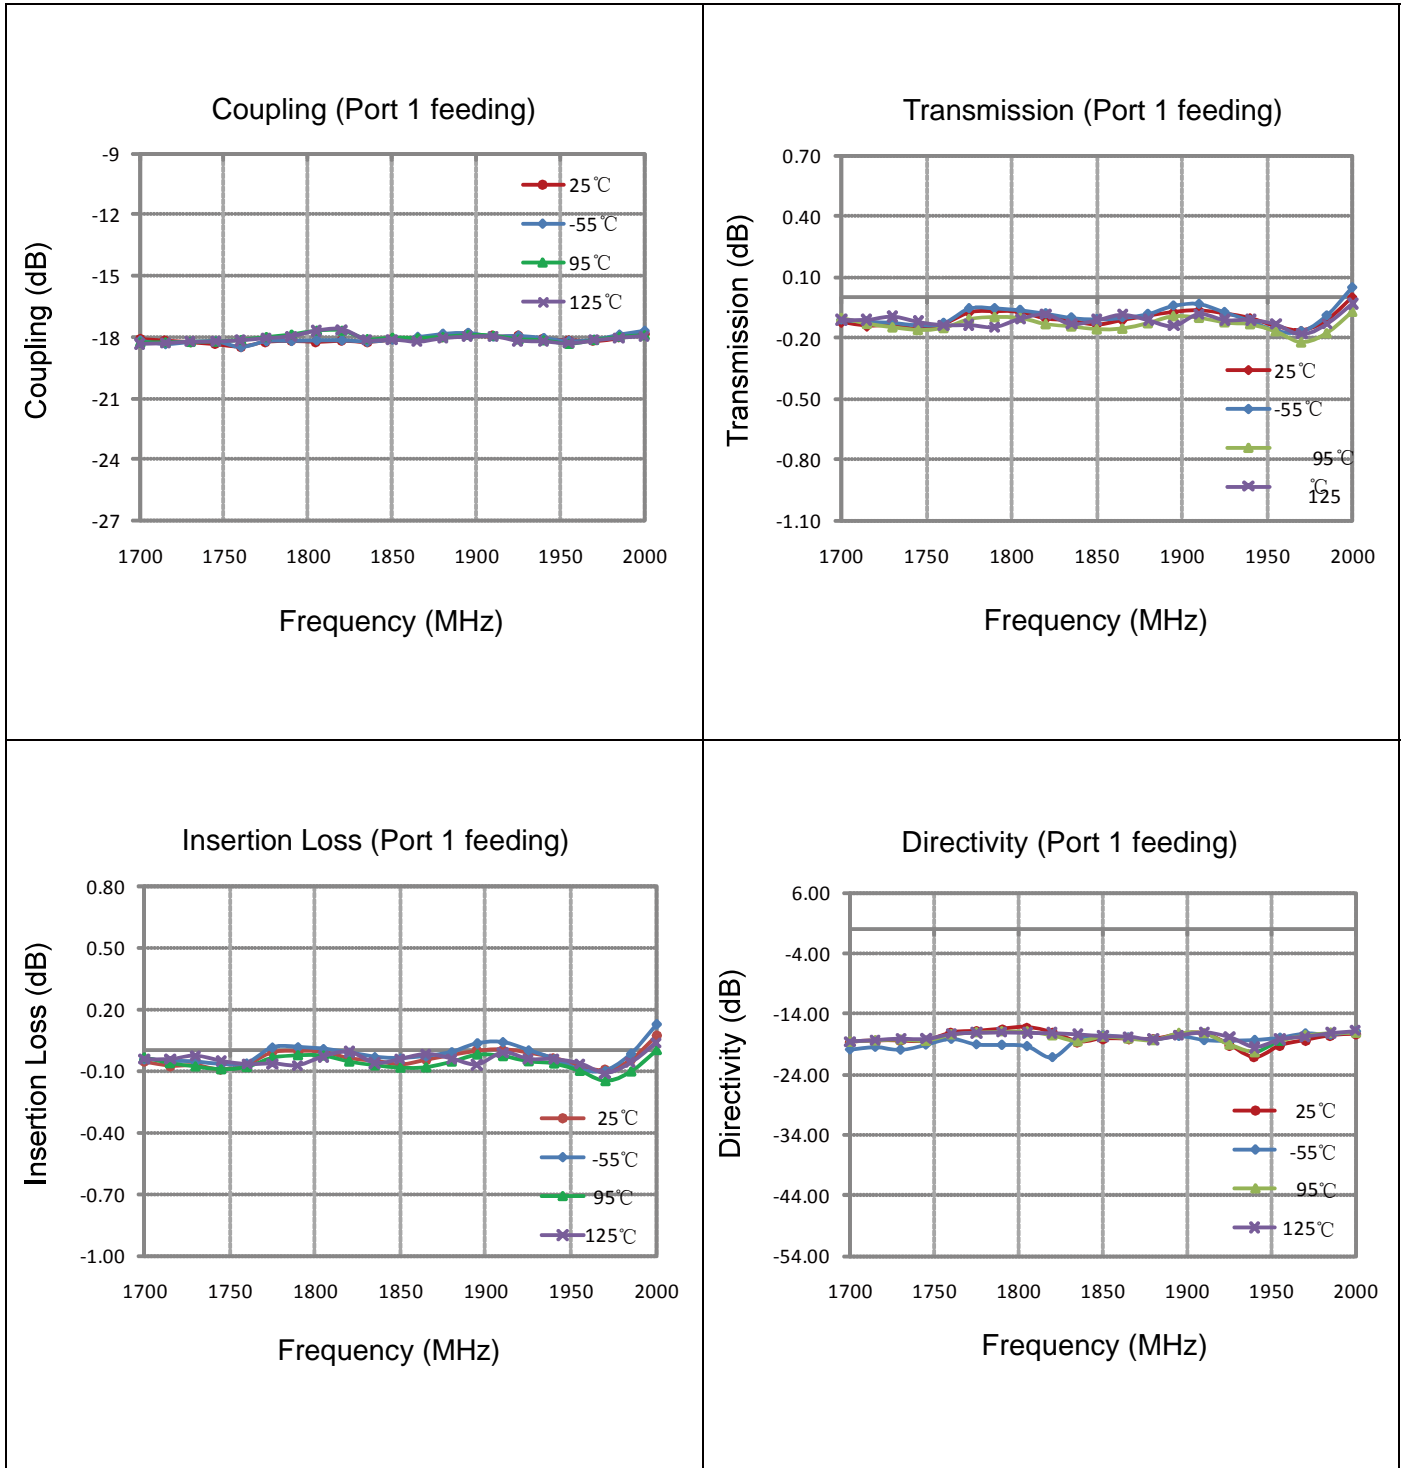 Coupling (Port 1 feeding)
-9
-12
-15
-18
-21
-24
-27
Coupling (dB)
25℃
-55℃
95℃
125℃
1700 1750 1800 1850 1900 1950 2000
Frequency (MHz)
Transmission (Port 1 feeding)
0.70
0.40
0.10
-0.20
-0.50
-0.80
-1.10
Transmission (dB)
25℃
-55℃
95℃
℃
125
1700 1750 1800 1850 1900 1950 2000
Frequency (MHz)
Insertion Loss (Port 1 feeding)
0.80
0.50
0.20
-0.10
-0.40
-0.70
-1.00
Insertion Loss (dB)
25℃
-55℃
95℃
125℃
1700 1750 1800 1850 1900 1950 2000
Frequency (MHz)
Directivity (Port 1 feeding)
6.00
-4.00
-14.00
-24.00
-34.00
-44.00
-54.00
Directivity (dB)
25℃
-55℃
95℃
125℃
1700 1750 1800 1850 1900 1950 2000
Frequency (MHz)